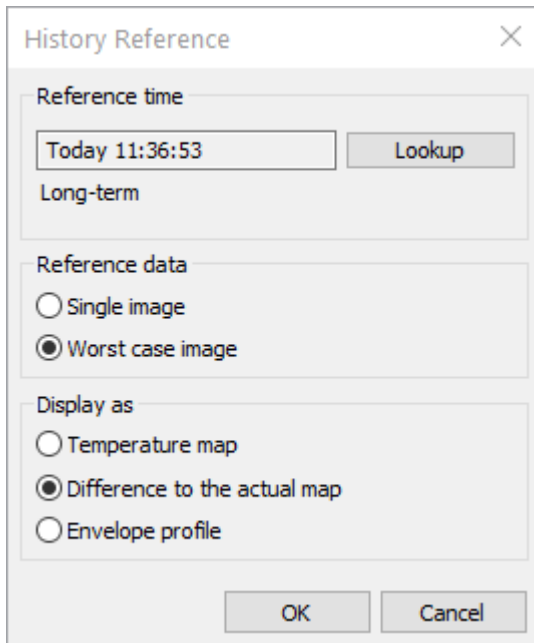 History Reference
Reference time
Today 11:36:53
Lookup
Long-term
Reference data
Single image
Worst case image
Display as
Temperature map
Difference to the actual map
Envelope profile
OK
Cancel